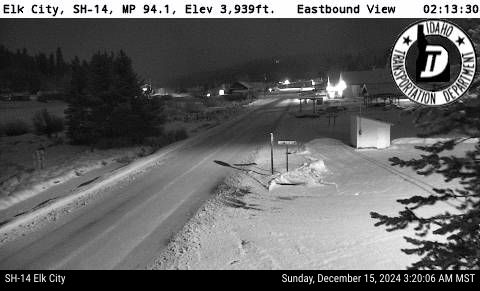 Elk City, SH-14, MP 94.1, Elev 3,939ft. Eastbound View 02:13:30
IDAHO
TRANSPORTATION DEPARTMENT
SH-14 Elk City
Sunday, December 15, 2024 3:20:06 AM MST